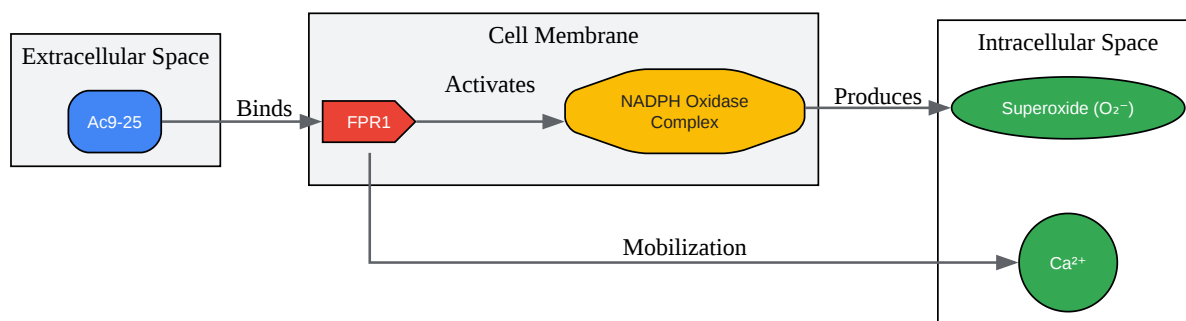 Extracellular Space
Ac9-25
Binds
Cell Membrane
FPR1
Activates
NADPH Oxidase
Complex
Produces
Intracellular Space
Superoxide (O₂⁻)
Mobilization
Ca²⁺